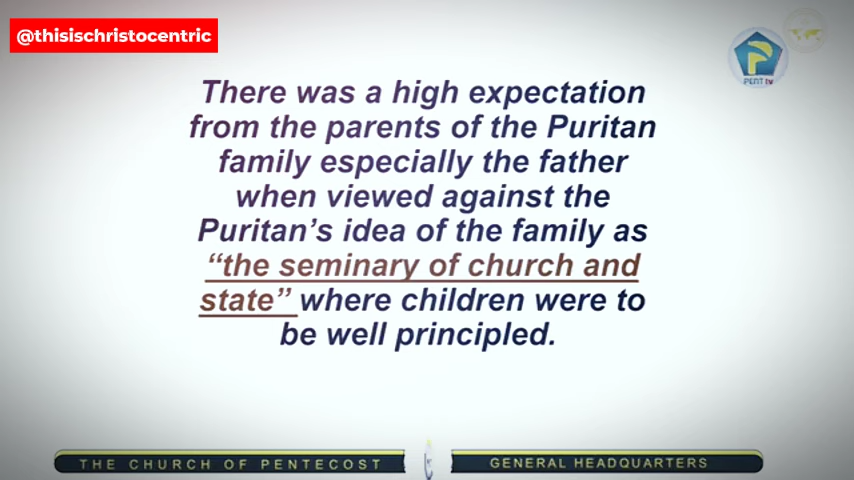 @thisischristocentric
PENT tv
There was a high expectation
from the parents of the Puritan
family especially the father
when viewed against the
Puritan’s idea of the family as
“the seminary of church and
state” where children were to
be well principled.
THE CHURCH OF PENTECOST
GENERAL HEADQUARTERS